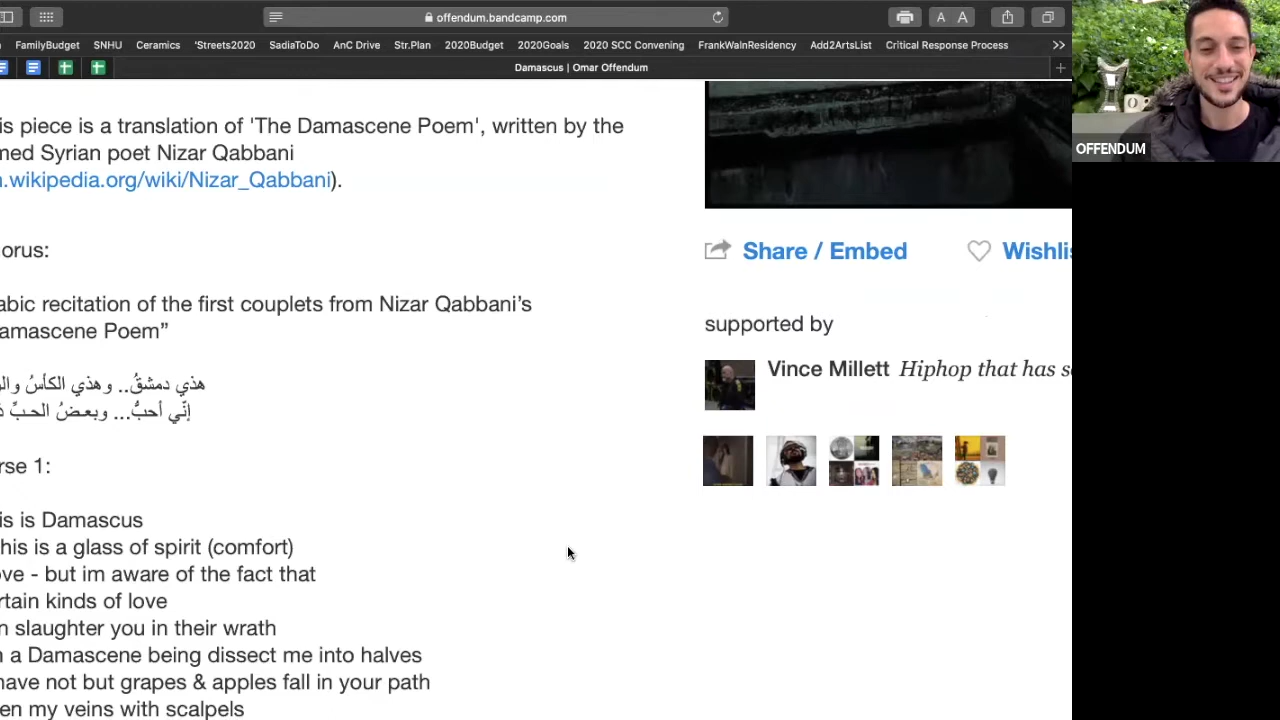 offendum.bandcamp.com
A A
FamilyBudget SNHU Ceramics 'Streets2020 SadiaToDo AnC Drive Str.Plan 2020Budget 2020Goals 2020 SCC Convening FrankWalnResidency Add2ArtsList Critical Response Process >>
Damascus | Omar Offendum
OFFENDUM
is piece is a translation of 'The Damascene Poem', written by the
med Syrian poet Nizar Qabbani
.wikipedia.org/wiki/Nizar_Qabbani).
orus:
abic recitation of the first couplets from Nizar Qabbani’s
amascene Poem”
هذي دمشقُ.. وهذي الكأسُ وال
إنّي أحبُّ... وبعضُ الحبِّ
rse 1:
is is Damascus
his is a glass of spirit (comfort)
ove - but im aware of the fact that
rtain kinds of love
n slaughter you in their wrath
a Damascene being dissect me into halves
have not but grapes & apples fall in your path
en my veins with scalpels
Share / Embed Wishli
supported by
Vince Millett Hiphop that has s